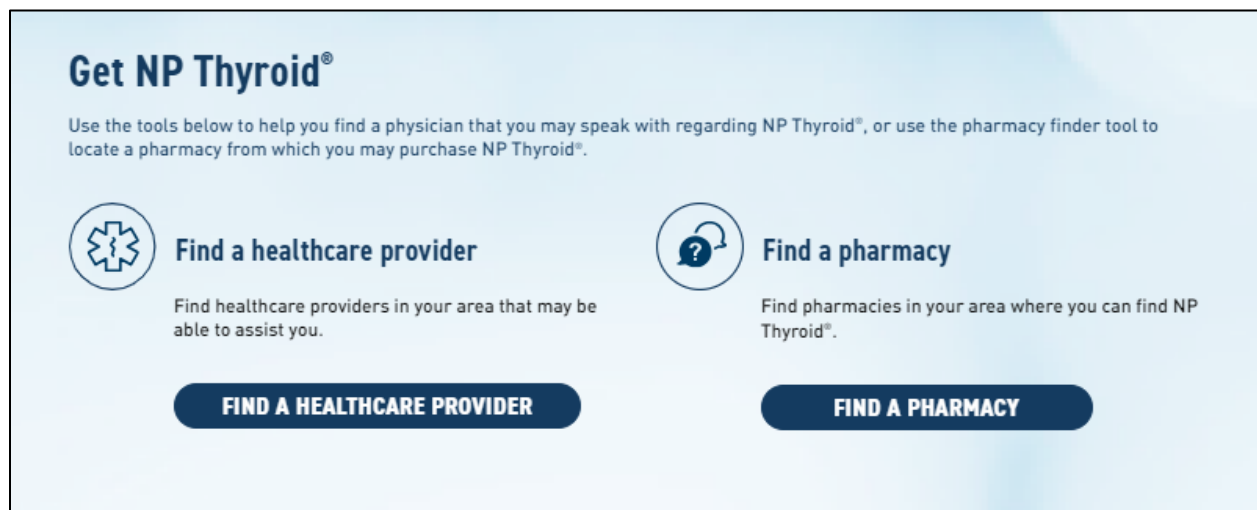 Get NP Thyroid®
Use the tools below to help you find a physician that you may speak with regarding NP Thyroid®, or use the pharmacy finder tool to
locate a pharmacy from which you may purchase NP Thyroid®.
Find a healthcare provider
Find healthcare providers in your area that may be
able to assist you.
FIND A HEALTHCARE PROVIDER
?
Find a pharmacy
Find pharmacies in your area where you can find NP
Thyroid®.
FIND A PHARMACY